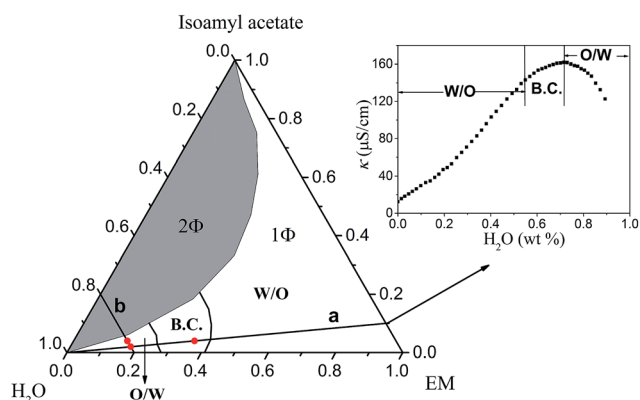 Isoamyl acetate
0.0 1.0
0.2 0.8
0.4 0.6
0.6 2Φ 1Φ 0.4
0.8 b W/O 0.2
B.C. a
1.0 0.0
0.0 0.2 0.4 0.6 0.8 1.0
H₂O O/W EM
160
120
80
40
0
κ (μS/cm)
W/O B.C. O/W
0.0 0.2 0.4 0.6 0.8 1.0
H₂O (wt %)